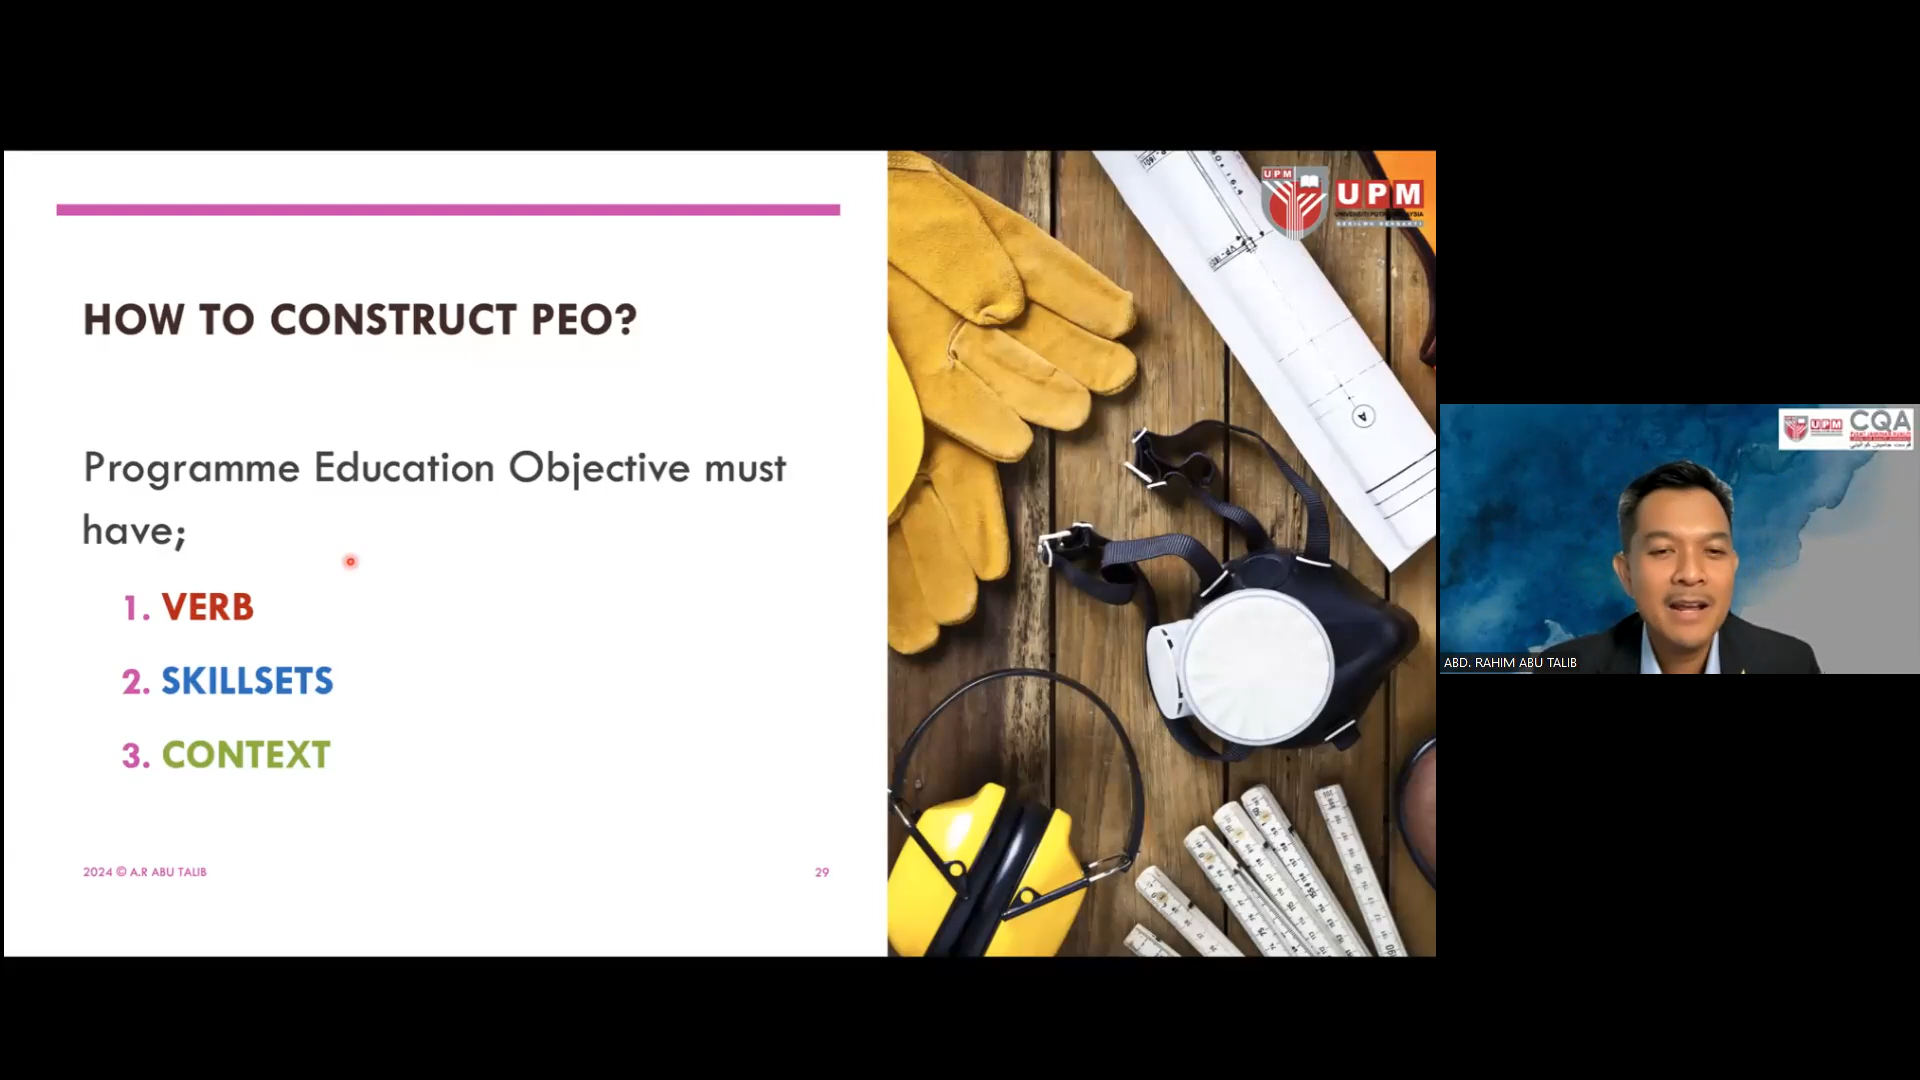 HOW TO CONSTRUCT PEO?
Programme Education Objective must
have;
1. VERB
2. SKILLSETS
3. CONTEXT
2024 © A.R ABU TALIB
29
UPM
UPM
A
UPM
CQA
ABD. RAHIM ABU TALIB